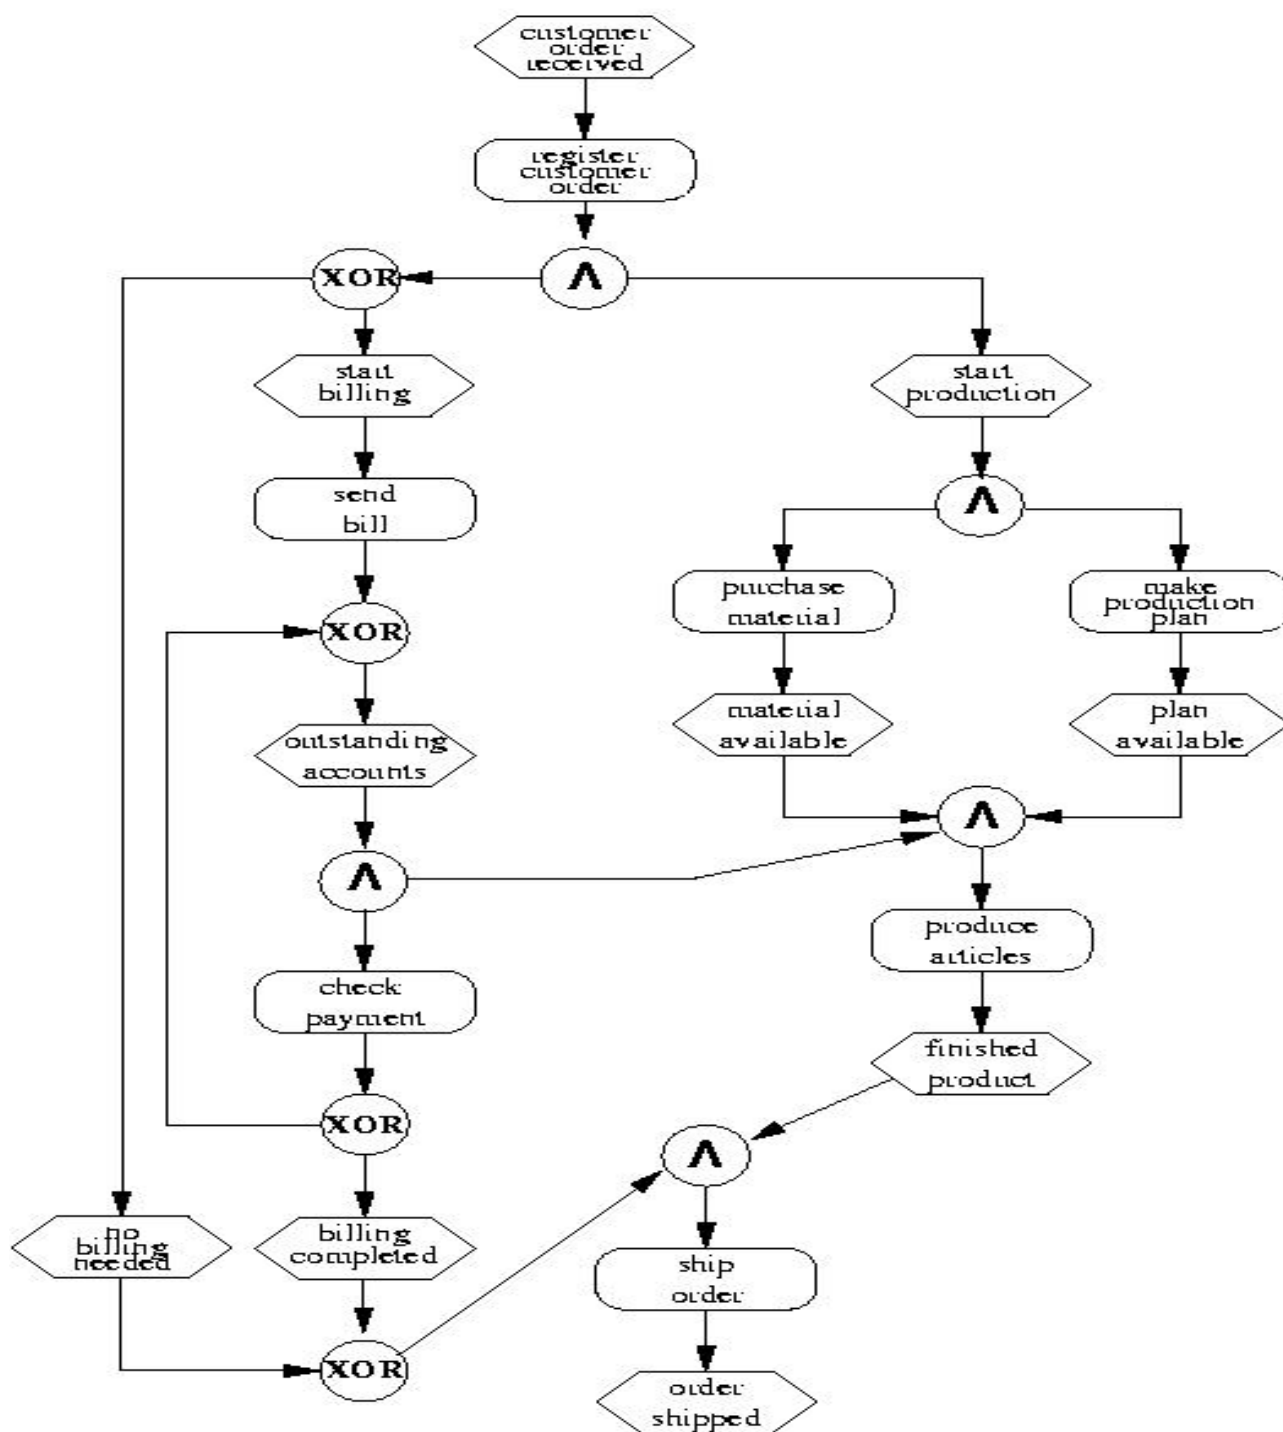 customer
order
received
register
customer
order
XOR
Λ
start
billing
start
production
send
bill
Λ
purchase
material
make
production
plan
XOR
outstanding
accounts
material
available
plan
available
Λ
Λ
produce
articles
check
payment
finished
product
XOR
Λ
no
billing
needed
billing
completed
ship
order
XOR
order
shipped